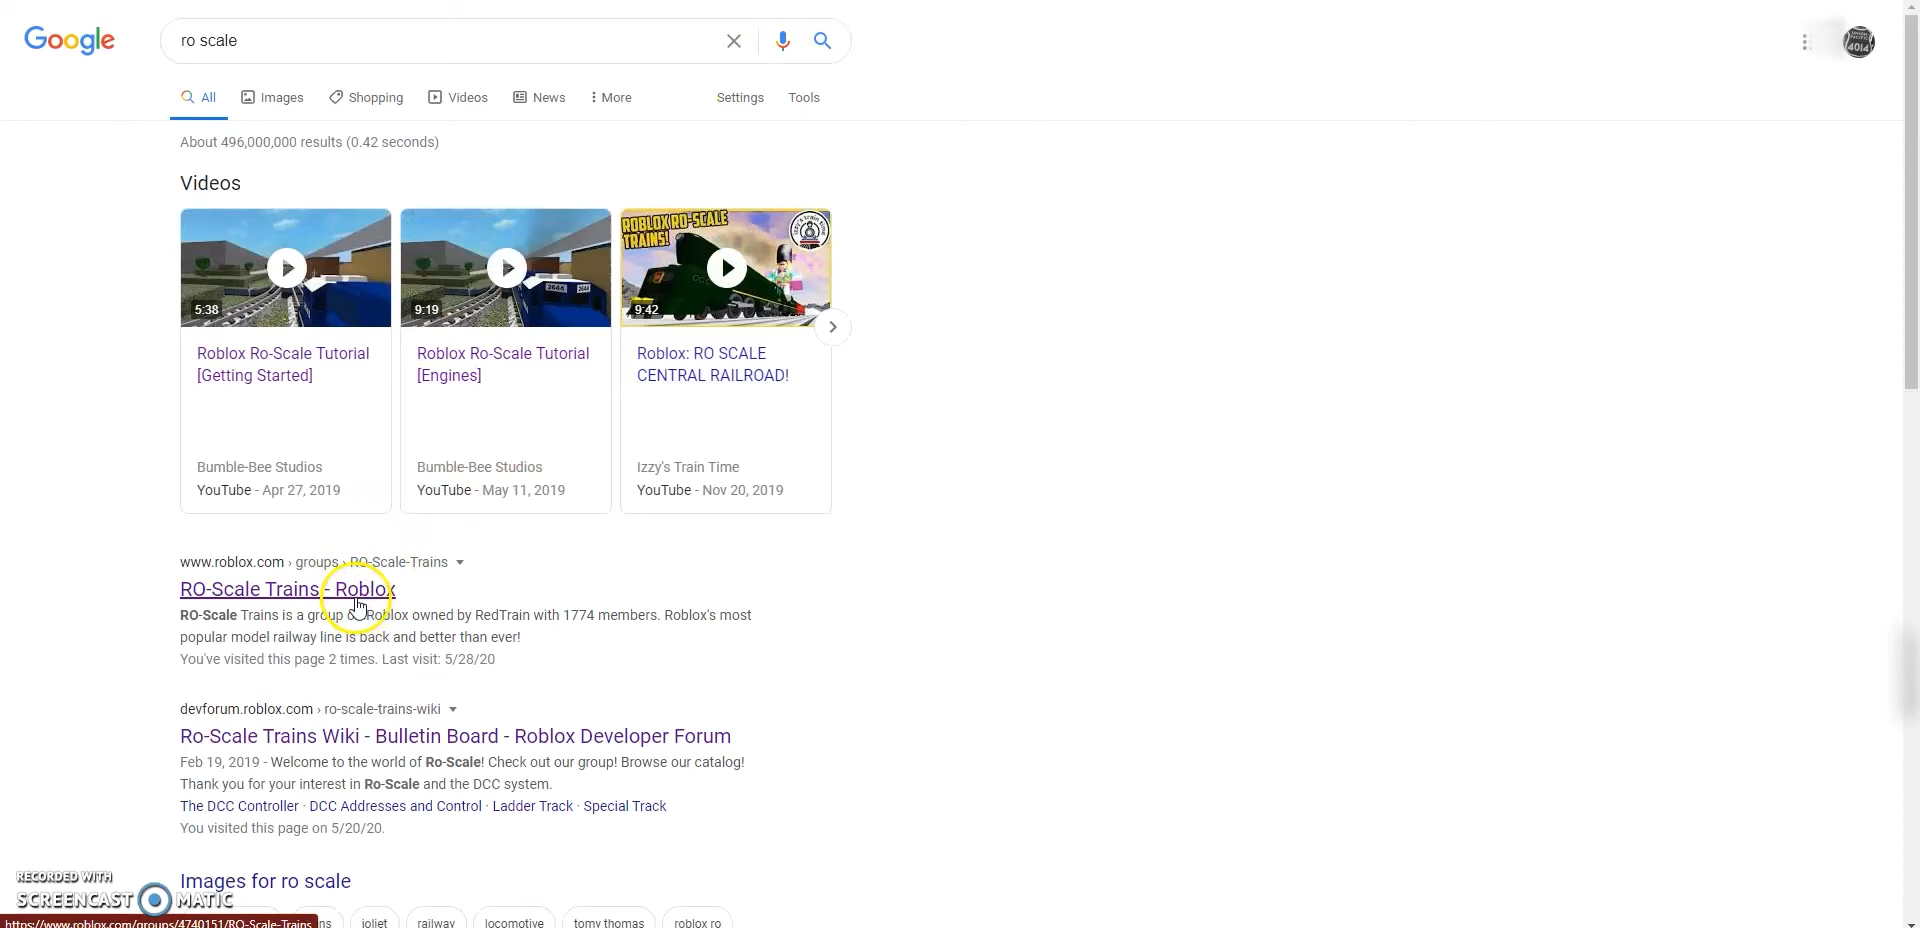 Google
ro scale
UNION PACIFIC 4014
All Images Shopping Videos News More Settings Tools
About 496,000,000 results (0.42 seconds)
Videos
ROBLOX RO-SCALE
TRAINS!
5:38 9:19 9:42
2644 2644
Roblox Ro-Scale Tutorial
[Getting Started]
Bumble-Bee Studios
YouTube - Apr 27, 2019
Roblox Ro-Scale Tutorial
[Engines]
Bumble-Bee Studios
YouTube - May 11, 2019
Roblox: RO SCALE
CENTRAL RAILROAD!
Izzy's Train Time
YouTube - Nov 20, 2019
www.roblox.com › groups › RO-Scale-Trains
RO-Scale Trains - Roblox
RO-Scale Trains is a group Roblox owned by RedTrain with 1774 members. Roblox's most
popular model railway line is back and better than ever!
You've visited this page 2 times. Last visit: 5/28/20
devforum.roblox.com › ro-scale-trains-wiki
Ro-Scale Trains Wiki - Bulletin Board - Roblox Developer Forum
Feb 19, 2019 - Welcome to the world of Ro-Scale! Check out our group! Browse our catalog!
Thank you for your interest in Ro-Scale and the DCC system.
The DCC Controller · DCC Addresses and Control · Ladder Track · Special Track
You visited this page on 5/20/20.
Images for ro scale
RECORDED WITH
SCREENCAST MATIC
https://www.roblox.com/groups/4740151/RO-Scale-Trains
ns joliet railway locomotive tomy thomas roblox ro